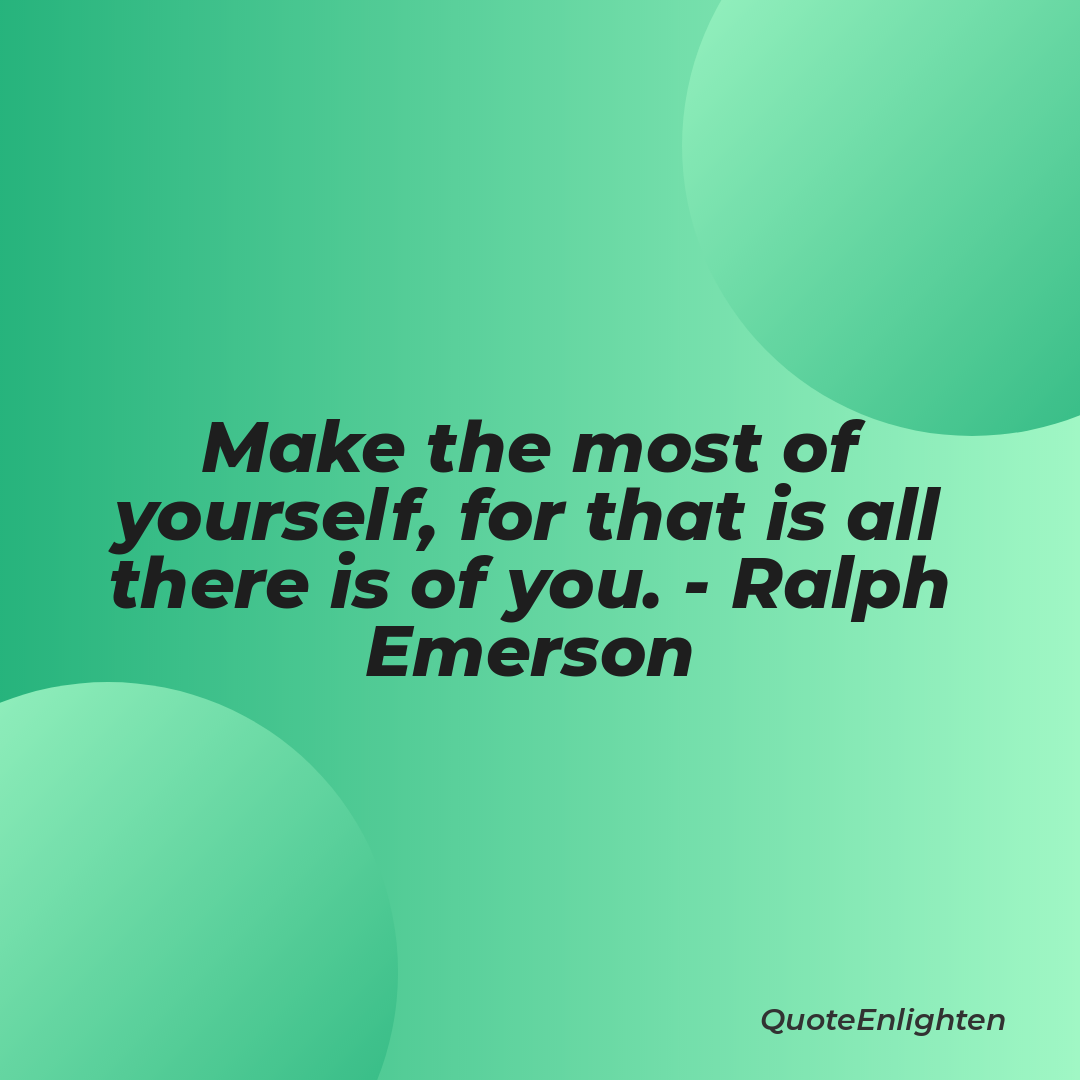 Make the most of
yourself, for that is all
there is of you. - Ralph
Emerson
QuoteEnlighten